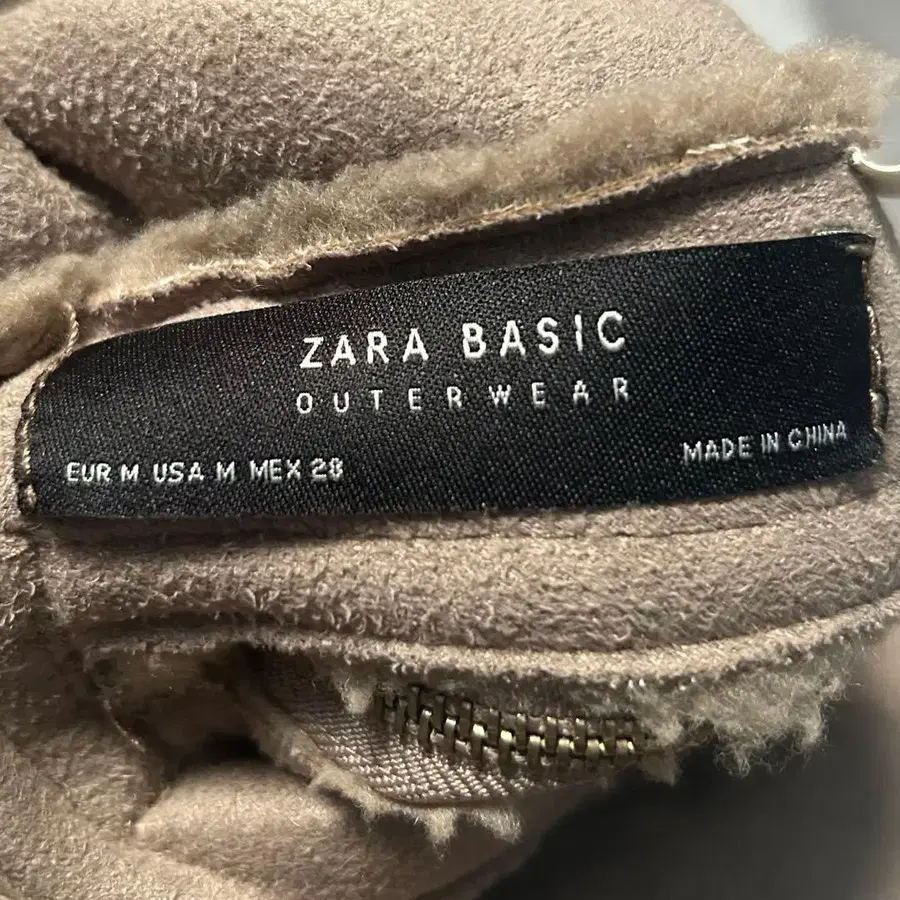 ZARA BASIC
OUTERWEAR
EUR M USA M MEX 28
MADE IN CHINA